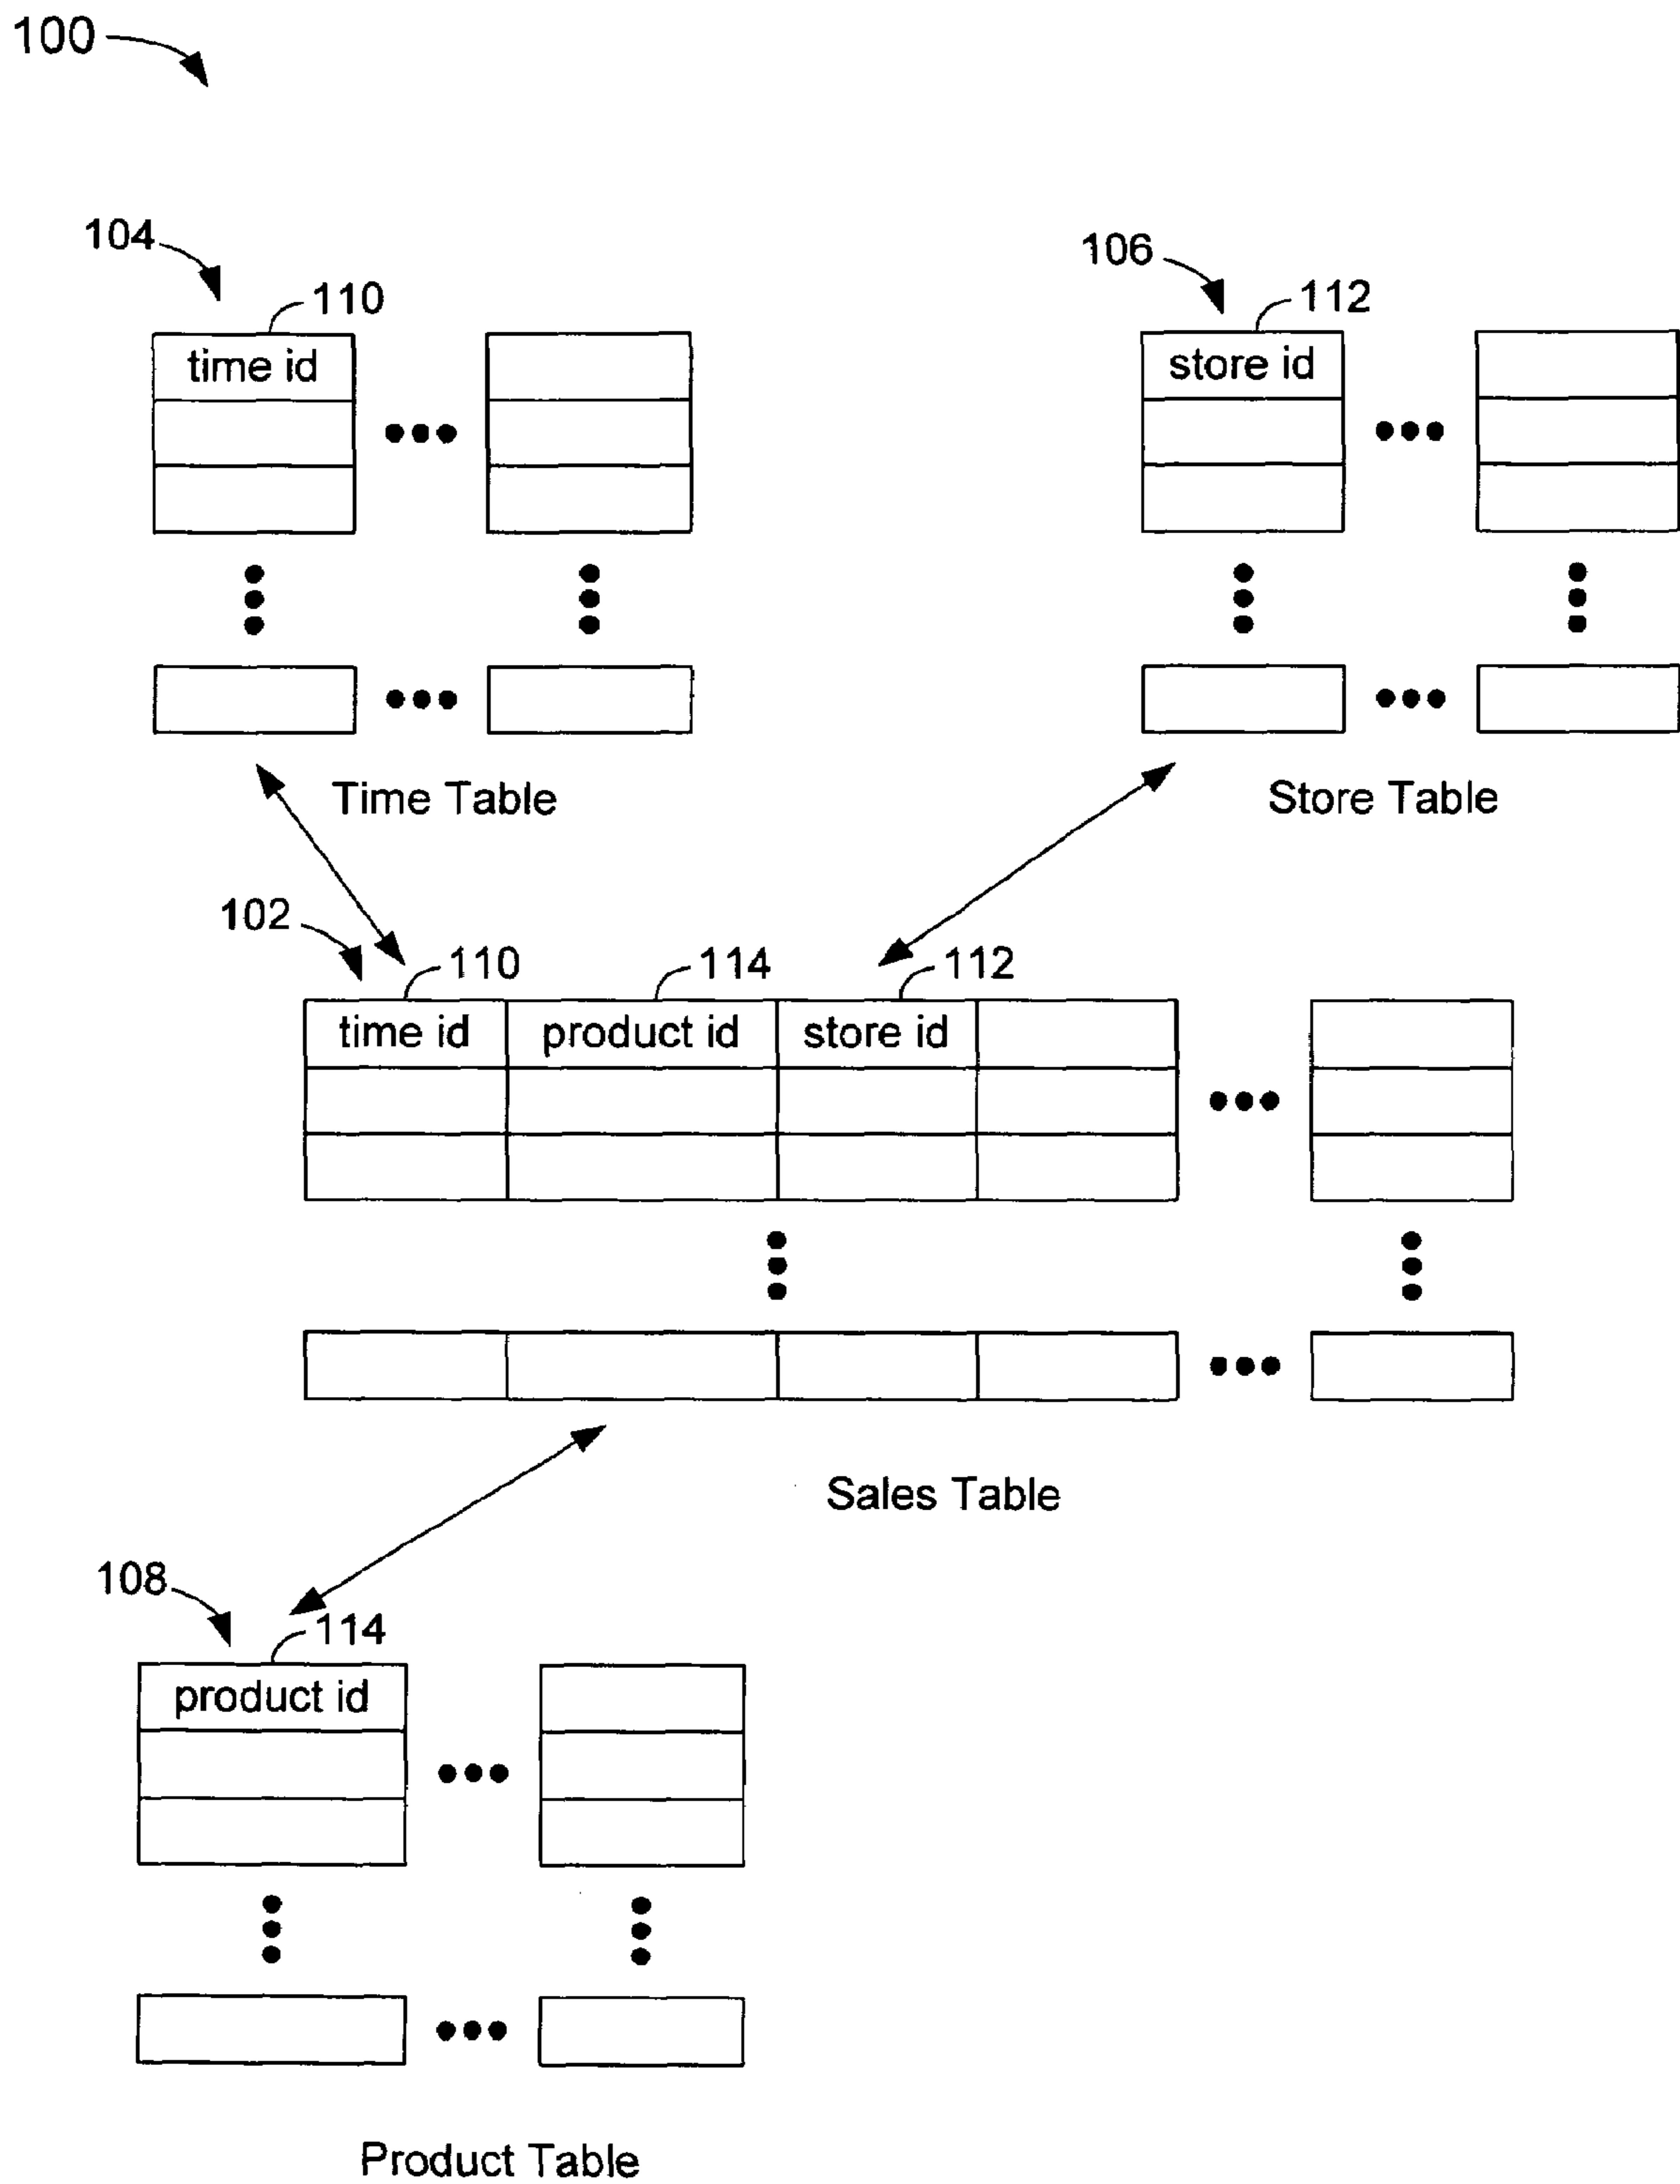 100
104
110
time id
Time Table
106
112
store id
Store Table
102
110
114
112
time id product id store id
Sales Table
108
114
product id
Product Table